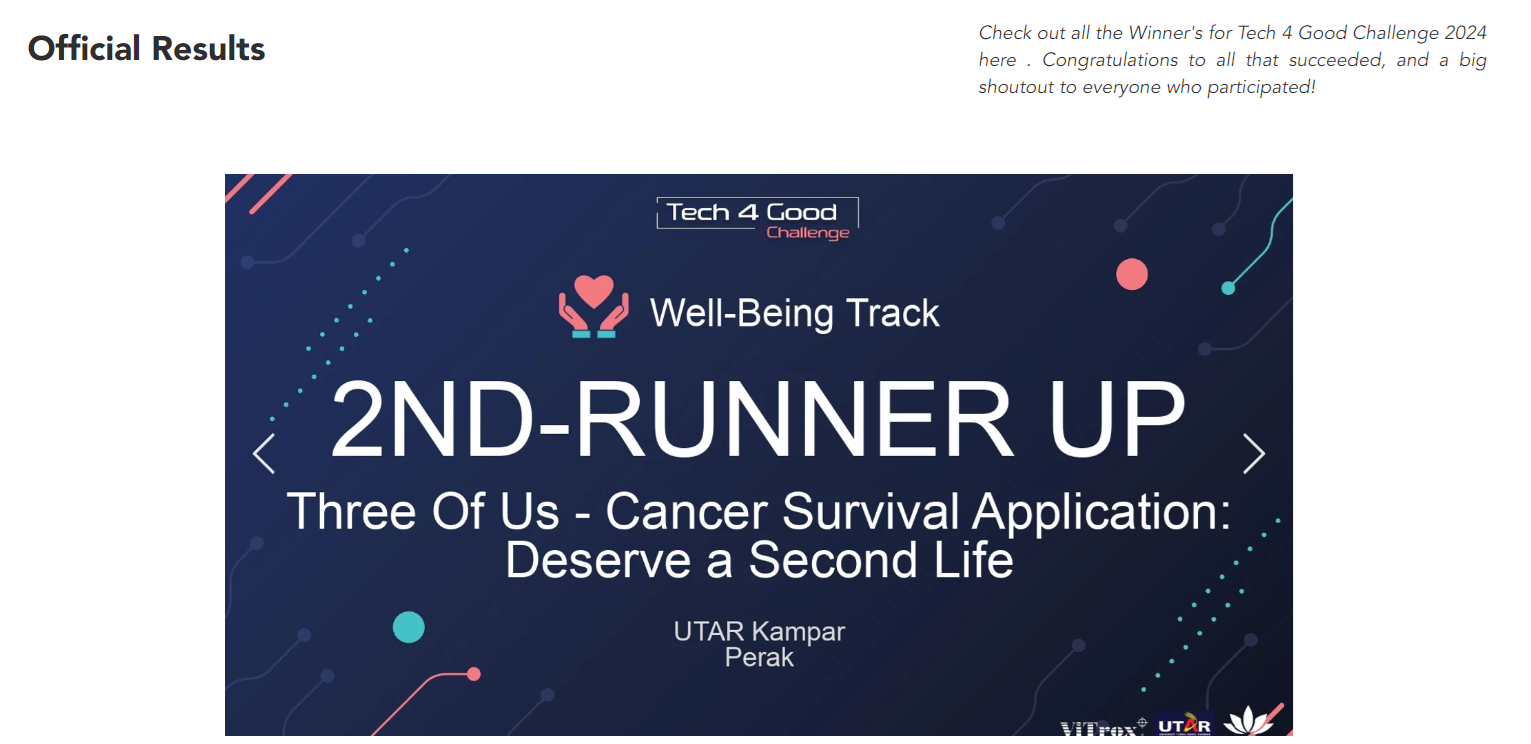 Official Results
Check out all the Winner's for Tech 4 Good Challenge 2024
here . Congratulations to all that succeeded, and a big
shoutout to everyone who participated!
Tech 4 Good
Challenge
Well-Being Track
2ND-RUNNER UP
Three Of Us - Cancer Survival Application:
Deserve a Second Life
UTAR Kampar
Perak
ViTrox
UTAR